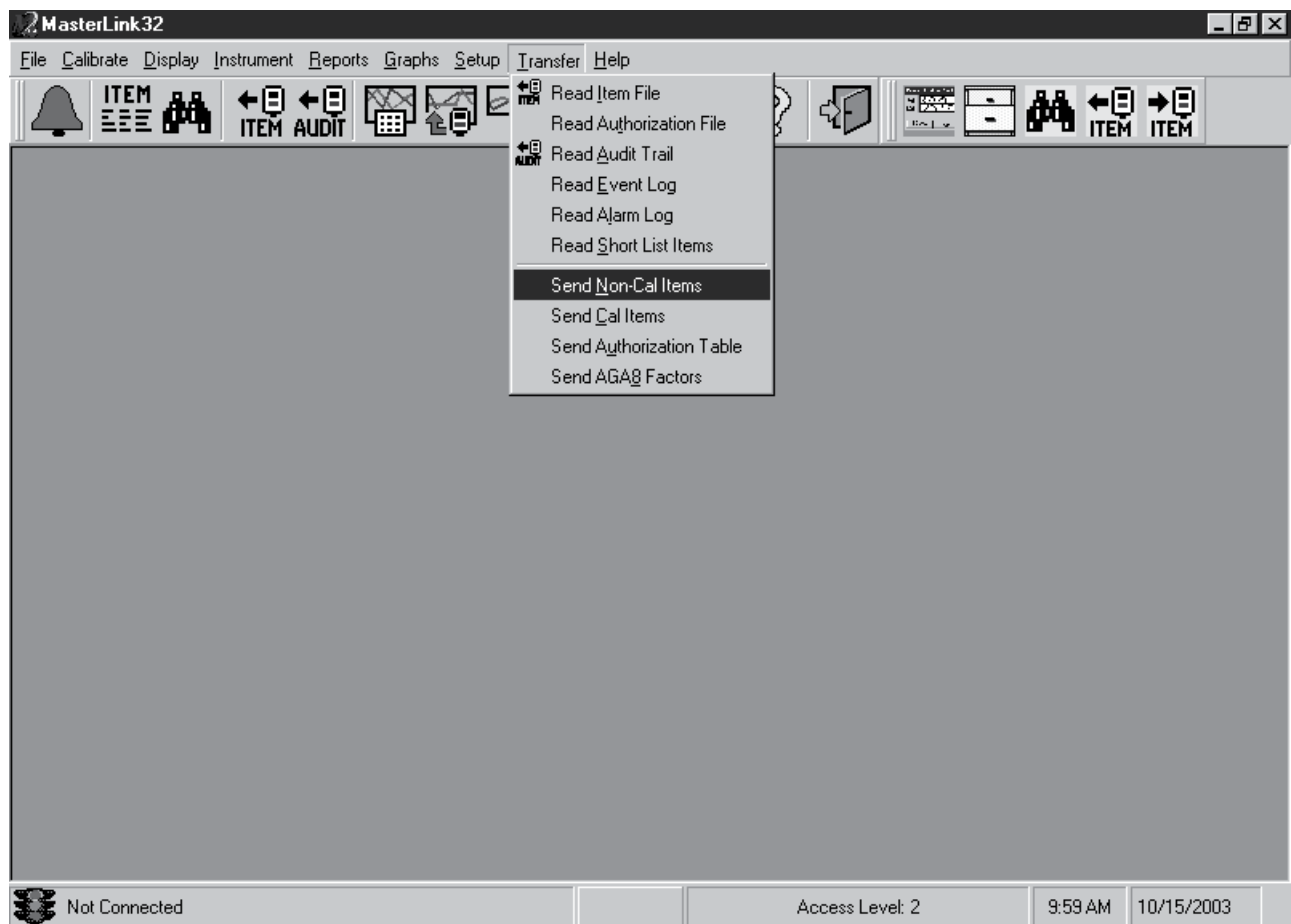 MasterLink32
File Calibrate Display Instrument Reports Graphs Setup Transfer Help
ITEM ITEM AUDIT ITEM ITEM
ITEM Read Item File
Read Authorization File
AUDIT Read Audit Trail
Read Event Log
Read Alarm Log
Read Short List Items
Send Non-Cal Items
Send Cal Items
Send Authorization Table
Send AGA8 Factors
Not Connected Access Level: 2 9:59 AM 10/15/2003